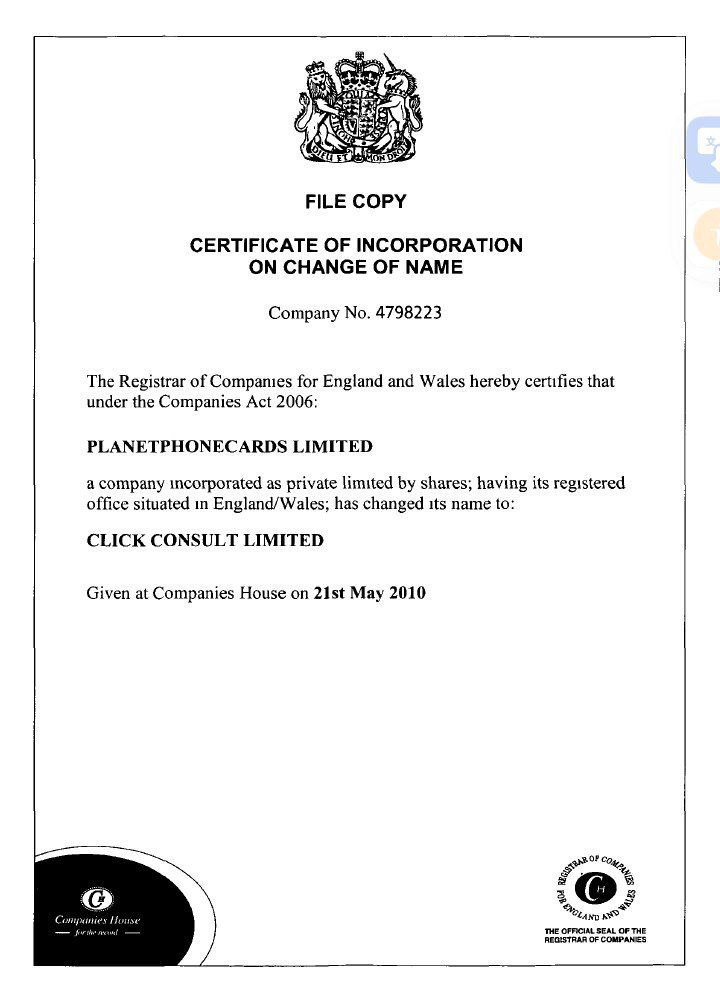 DIEU ET MON DROIT
FILE COPY
CERTIFICATE OF INCORPORATION
ON CHANGE OF NAME
Company No. 4798223
The Registrar of Companies for England and Wales hereby certifies that
under the Companies Act 2006:
PLANETPHONECARDS LIMITED
a company incorporated as private limited by shares; having its registered
office situated in England/Wales; has changed its name to:
CLICK CONSULT LIMITED
Given at Companies House on 21st May 2010
CH
Companies House
for the record
REGISTRAR OF COMPANIES
FOR ENGLAND AND WALES
CH
THE OFFICIAL SEAL OF THE
REGISTRAR OF COMPANIES